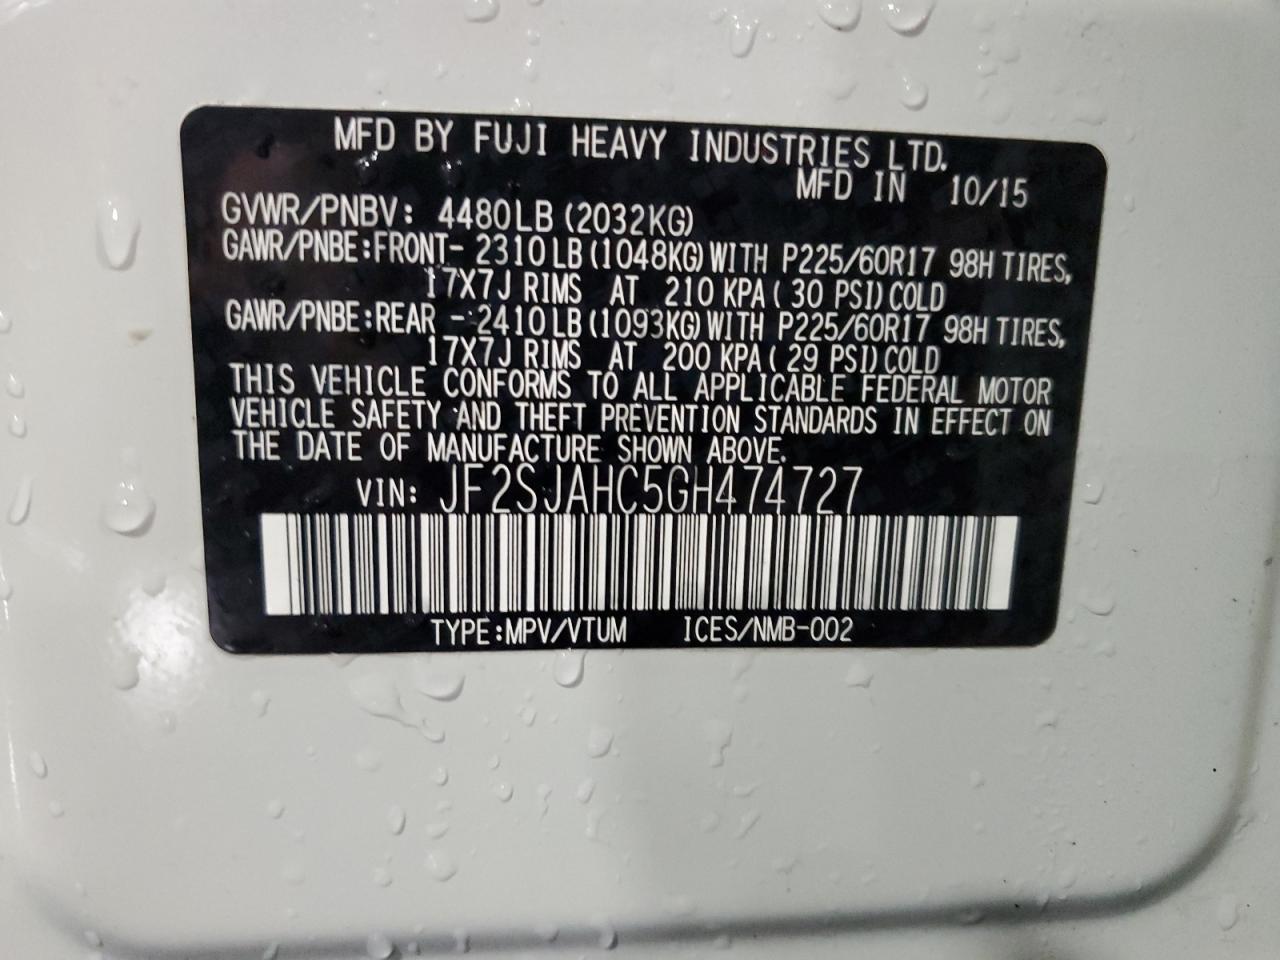 MFD BY FUJI HEAVY INDUSTRIES LTD.
MFD IN 10/15
GVWR/PNBV: 4480LB (2032KG)
GAWR/PNBE:FRONT- 2310LB (1048KG) WITH P225/60R17 98H TIRES,
17X7J RIMS AT 210 KPA ( 30 PSI) COLD
GAWR/PNBE:REAR - 2410LB (1093KG) WITH P225/60R17 98H TIRES,
17X7J RIMS AT 200 KPA ( 29 PSI) COLD
THIS VEHICLE CONFORMS TO ALL APPLICABLE FEDERAL MOTOR
VEHICLE SAFETY AND THEFT PREVENTION STANDARDS IN EFFECT ON
THE DATE OF MANUFACTURE SHOWN ABOVE.
VIN: JF2SJAHC5GH474727
TYPE:MPV/VTUM ICES/NMB-002